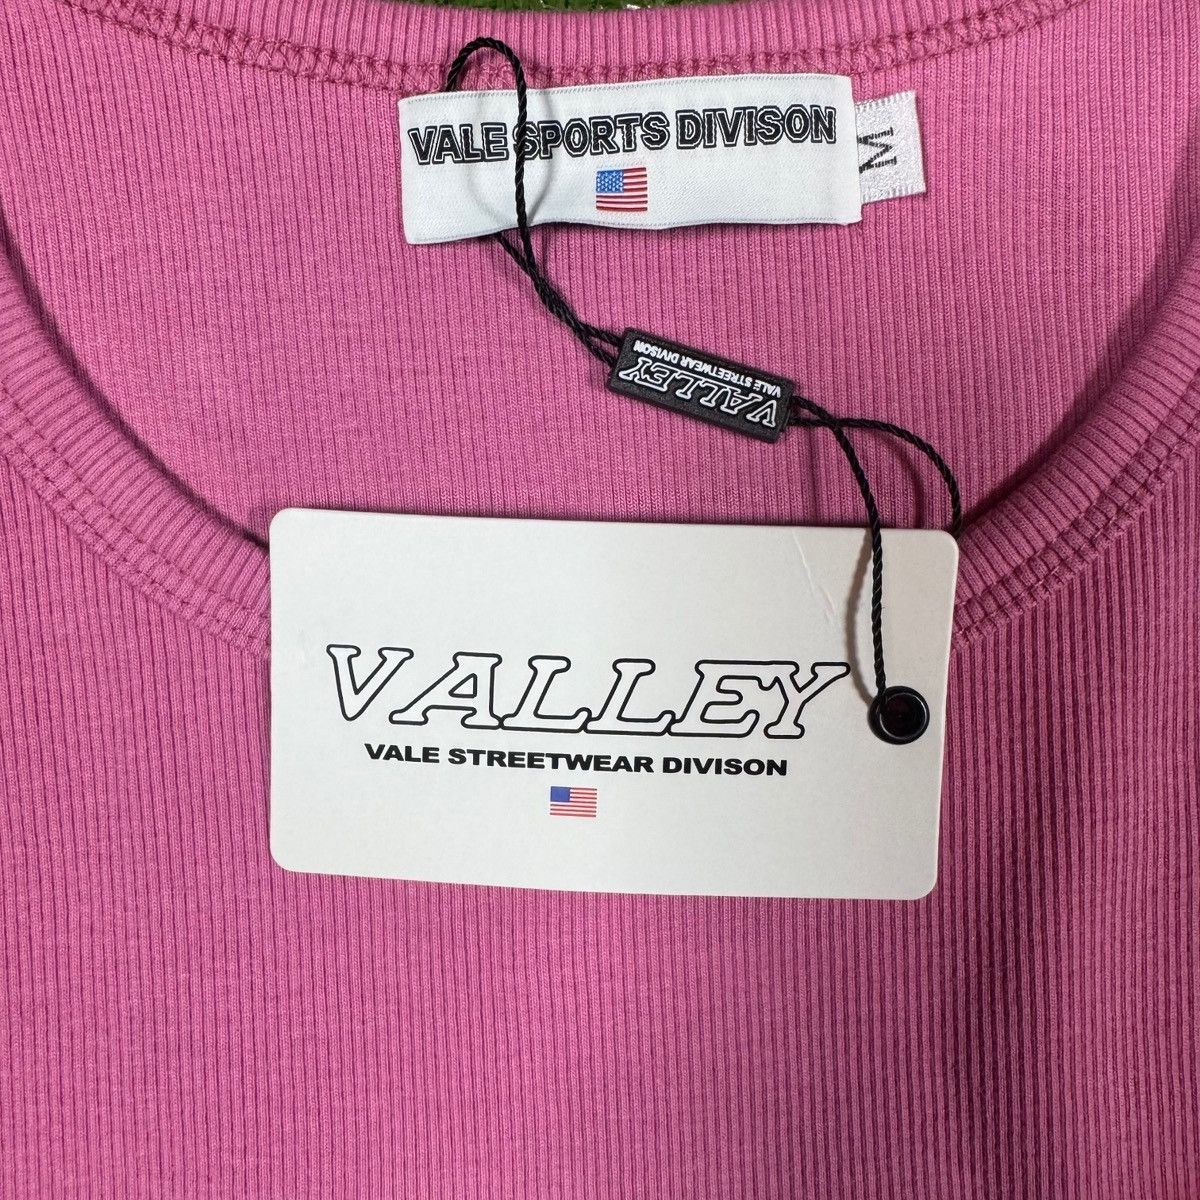 VALE SPORTS DIVISON
M
VALLEY
VALE STREETWEAR DIVISON
VALLEY
VALE STREETWEAR DIVISON